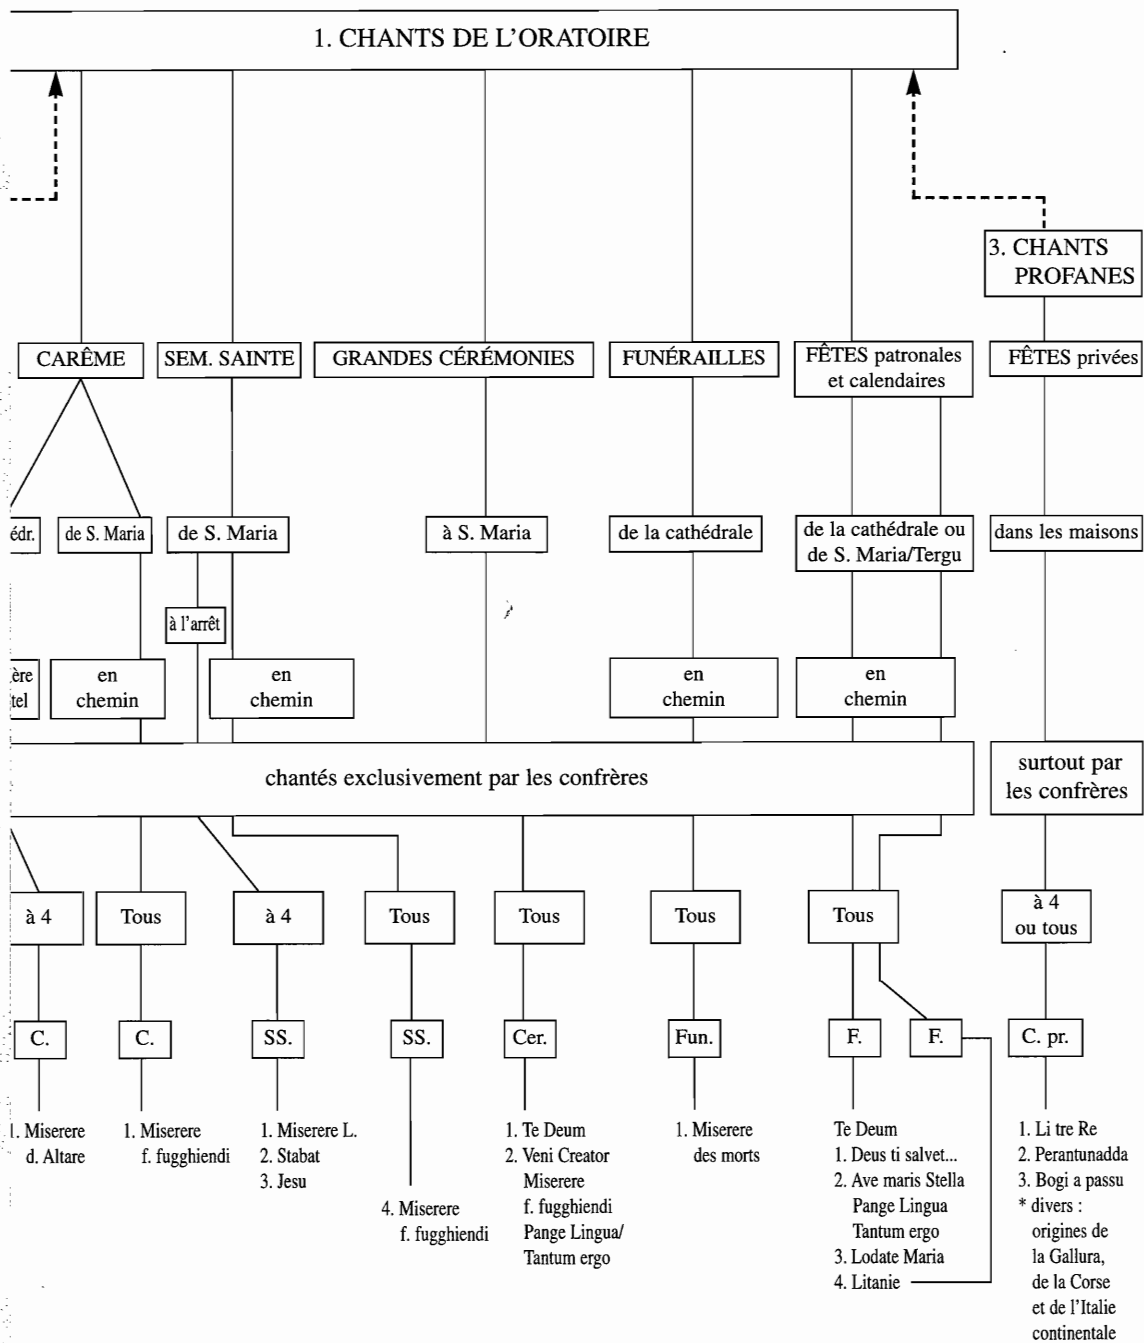 1. CHANTS DE L’ORATOIRE
3. CHANTS
PROFANES
CARÊME
SEM. SAINTE
GRANDES CÉRÉMONIES
FUNÉRAILLES
FÊTES patronales
et calendaires
FÊTES privées
édr.
de S. Maria
de S. Maria
à S. Maria
de la cathédrale
de la cathédrale ou
de S. Maria/Tergu
dans les maisons
à l’arrêt
ère
tel
en
chemin
en
chemin
en
chemin
en
chemin
chantés exclusivement par les confrères
surtout par
les confrères
à 4
Tous
à 4
Tous
Tous
Tous
Tous
à 4
ou tous
C.
C.
SS.
SS.
Cer.
Fun.
F.
F.
C. pr.
1. Miserere
d. Altare
1. Miserere
f. fugghiendi
1. Miserere L.
2. Stabat
3. Jesu
4. Miserere
f. fugghiendi
1. Te Deum
2. Veni Creator
Miserere
f. fugghiendi
Pange Lingua/
Tantum ergo
1. Miserere
des morts
Te Deum
1. Deus ti salvet...
2. Ave maris Stella
Pange Lingua
Tantum ergo
3. Lodate Maria
4. Litanie
1. Li tre Re
2. Perantunadda
3. Bogi a passu
* divers :
origines de
la Gallura,
de la Corse
et de l’Italie
continentale